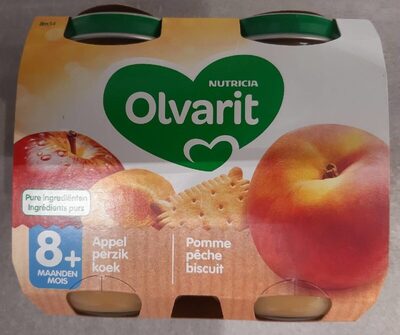 NUTRICIA
Olvarit
Pure ingrediënten
Ingrédients purs
8+
MAANDEN
MOIS
Appel
perzik
koek
Pomme
pêche
biscuit